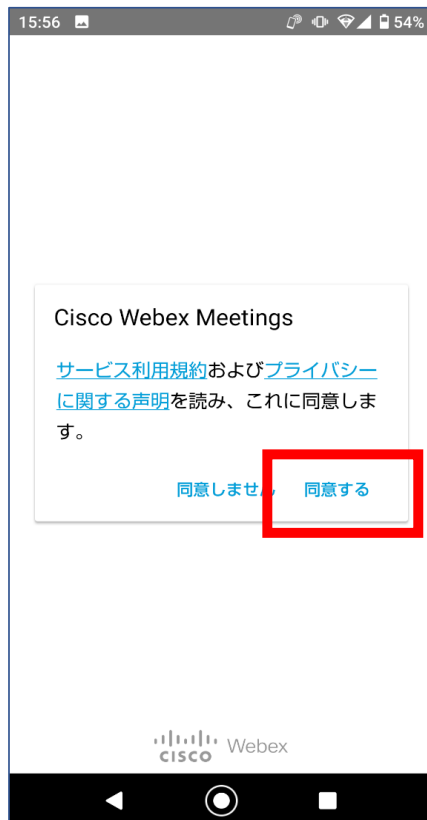 15:56 54%
Cisco Webex Meetings
サービス利用規約およびプライバシー
に関する声明を読み、これに同意しま
す。
同意しません 同意する
CISCO Webex